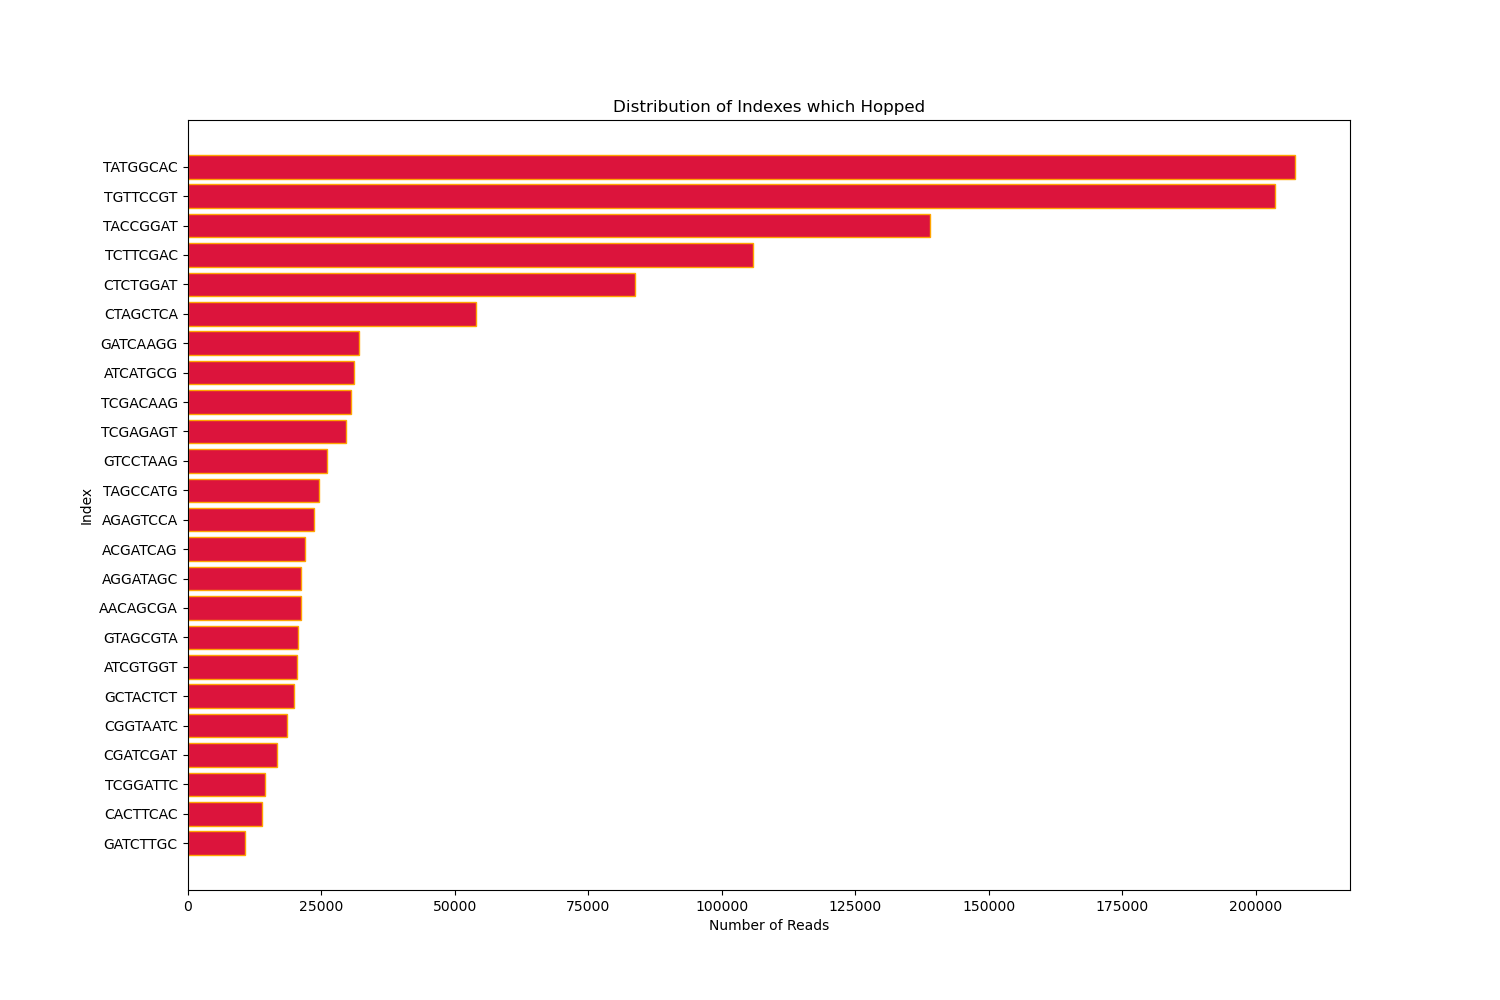 Distribution of Indexes which Hopped
TATGGCAC
TGTTCCGT
TACCGGAT
TCTTCGAC
CTCTGGAT
CTAGCTCA
GATCAAGG
ATCATGCG
TCGACAAG
TCGAGAGT
GTCCTAAG
TAGCCATG
AGAGTCCA
ACGATCAG
AGGATAGC
AACAGCGA
GTAGCGTA
ATCGTGGT
GCTACTCT
CGGTAATC
CGATCGAT
TCGGATTC
CACTTCAC
GATCTTGC
Index
0 25000 50000 75000 100000 125000 150000 175000 200000
Number of Reads